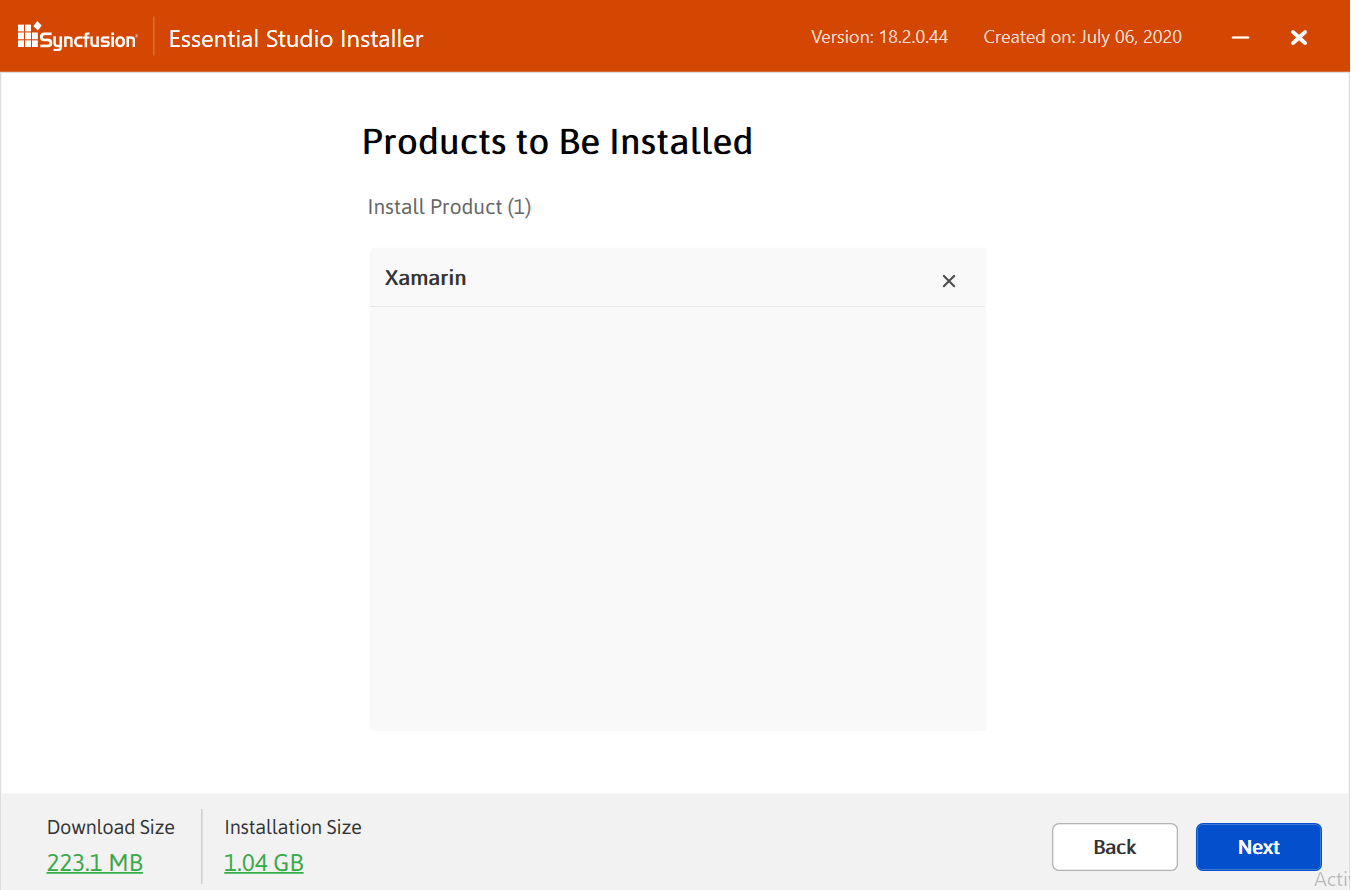 Syncfusion Essential Studio Installer Version: 18.2.0.44 Created on: July 06, 2020
Products to Be Installed
Install Product (1)
Xamarin
Download Size Installation Size
223.1 MB 1.04 GB
Back Next